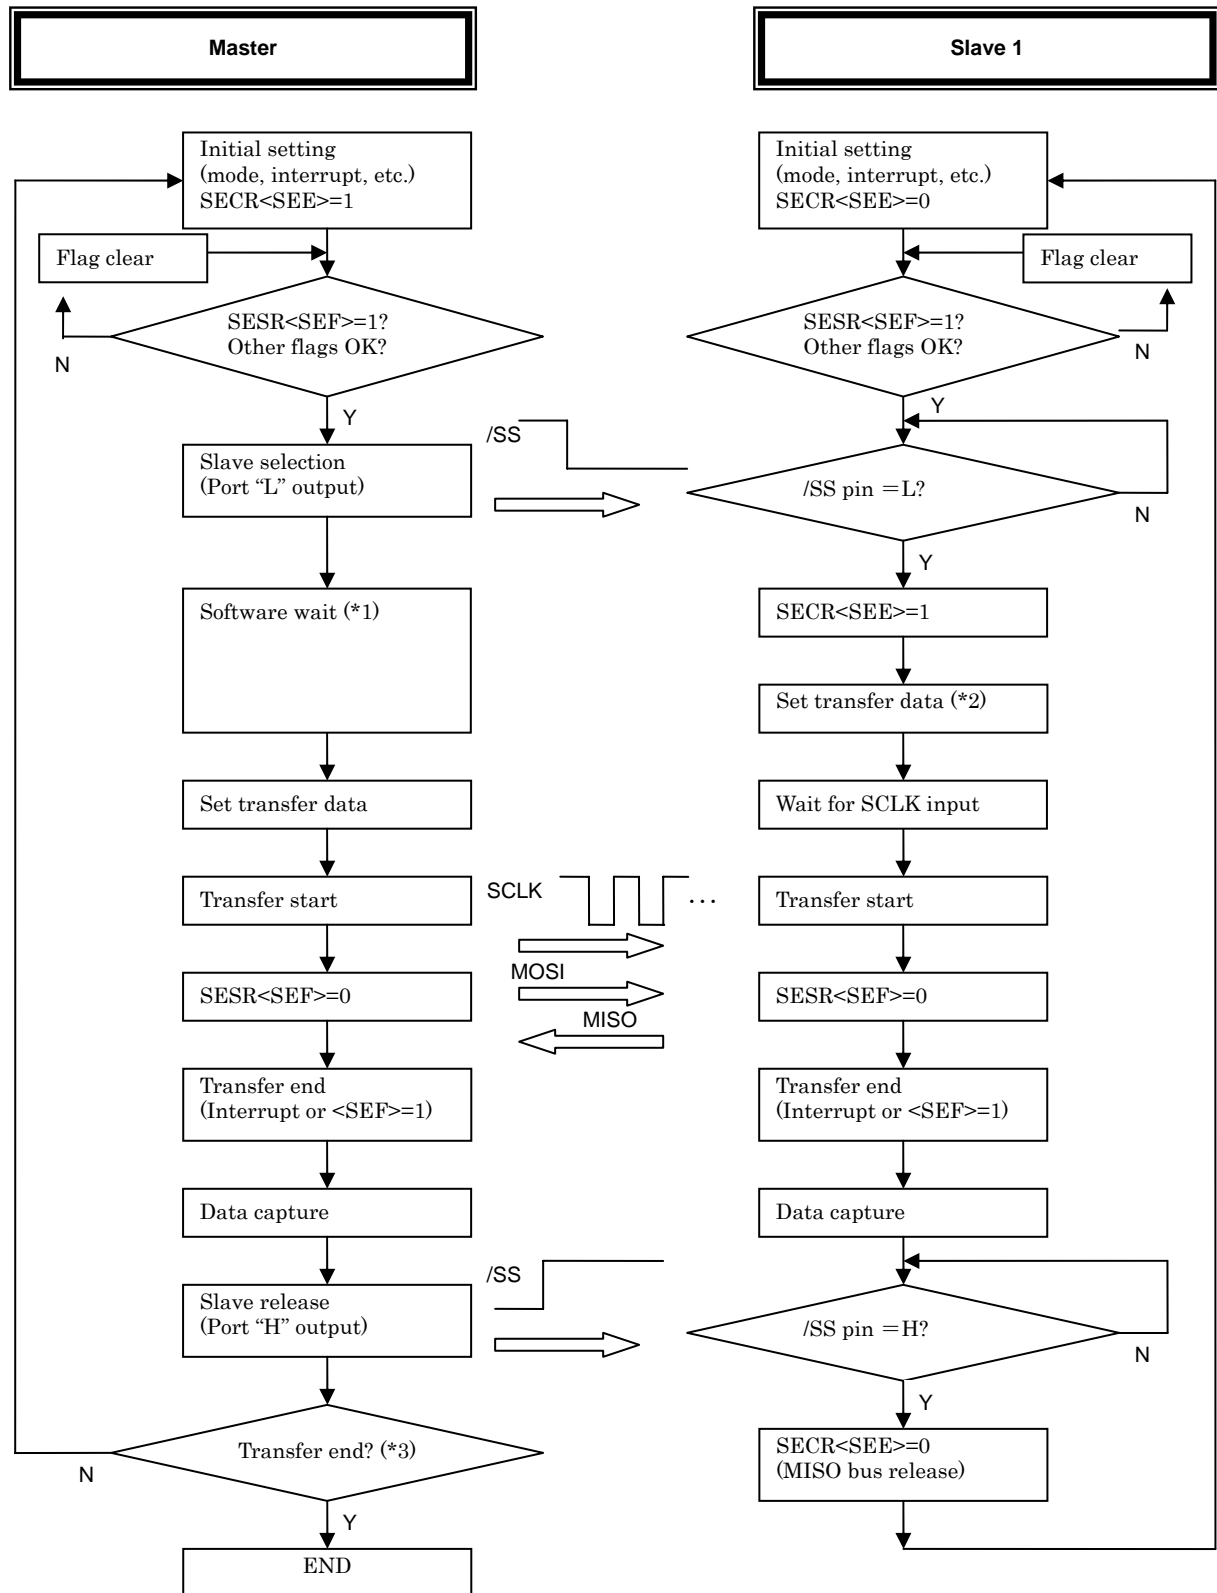 Master
Slave 1
Initial setting
(mode, interrupt, etc.)
SECR<SEE>=1
Initial setting
(mode, interrupt, etc.)
SECR<SEE>=0
Flag clear
Flag clear
SESR<SEF>=1?
Other flags OK?
SESR<SEF>=1?
Other flags OK?
N
N
Y
Y
/SS
Slave selection
(Port “L” output)
/SS pin =L?
N
Y
Software wait (*1)
SECR<SEE>=1
Set transfer data (*2)
Set transfer data
Wait for SCLK input
Transfer start
SCLK
...
Transfer start
MOSI
SESR<SEF>=0
SESR<SEF>=0
MISO
Transfer end
(Interrupt or <SEF>=1)
Transfer end
(Interrupt or <SEF>=1)
Data capture
Data capture
/SS
Slave release
(Port “H” output)
/SS pin =H?
N
Y
Transfer end? (*3)
N
SECR<SEE>=0
(MISO bus release)
Y
END